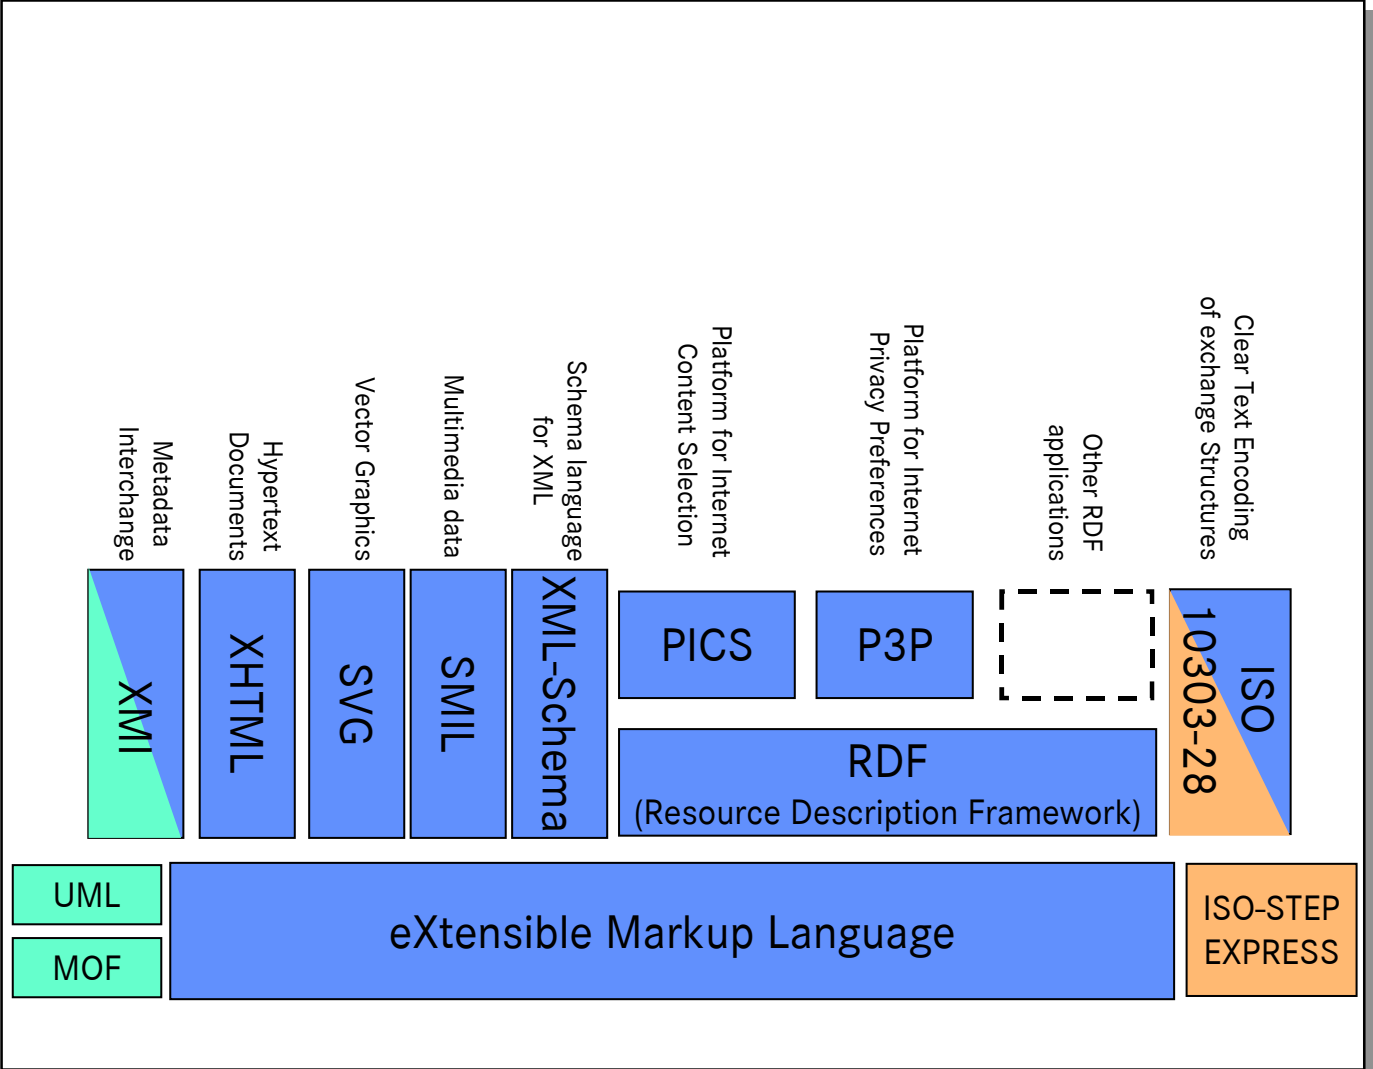 Metadata
Interchange
Hypertext
Documents
Vector Graphics
Multimedia data
Schema language
for XML
Platform for Internet
Content Selection
Platform for Internet
Privacy Preferences
Other RDF
applications
Clear Text Encoding
of exchange Structures
XMI
XHTML
SVG
SMIL
XML-Schema
PICS
P3P
ISO
10303-28
RDF
(Resource Description Framework)
UML
MOF
eXtensible Markup Language
ISO-STEP
EXPRESS